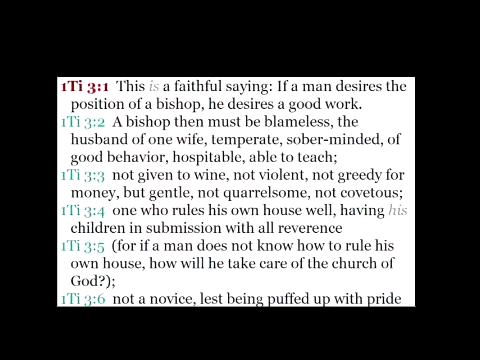 1Ti 3:1 This is a faithful saying: If a man desires the
position of a bishop, he desires a good work.
1Ti 3:2 A bishop then must be blameless, the
husband of one wife, temperate, sober-minded, of
good behavior, hospitable, able to teach;
1Ti 3:3 not given to wine, not violent, not greedy for
money, but gentle, not quarrelsome, not covetous;
1Ti 3:4 one who rules his own house well, having his
children in submission with all reverence
1Ti 3:5 (for if a man does not know how to rule his
own house, how will he take care of the church of
God?);
1Ti 3:6 not a novice, lest being puffed up with pride